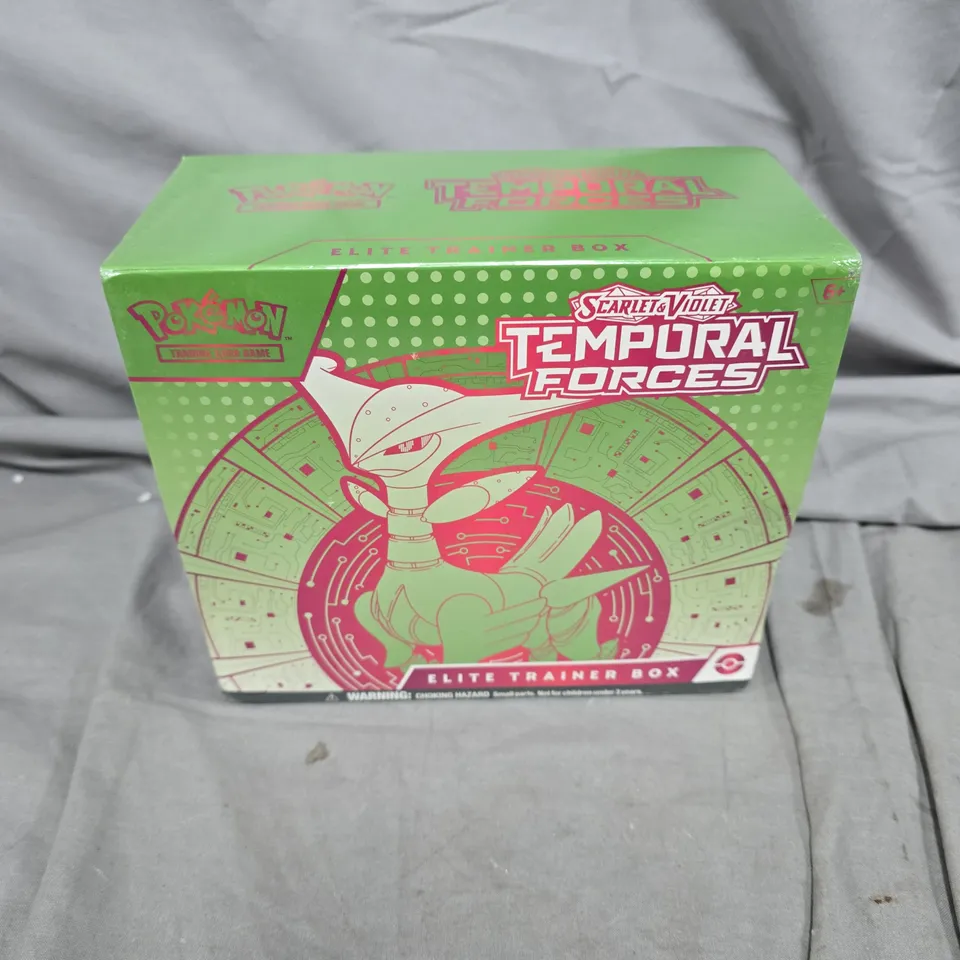 POKéMON
TEMPORAL
FORCES
ELITE TRAINER BOX
POKéMON™
TRADING CARD GAME
6+
SCARLET & VIOLET
TEMPORAL
FORCES
ELITE TRAINER BOX
WARNING: CHOKING HAZARD Small parts. Not for children under 3 years.